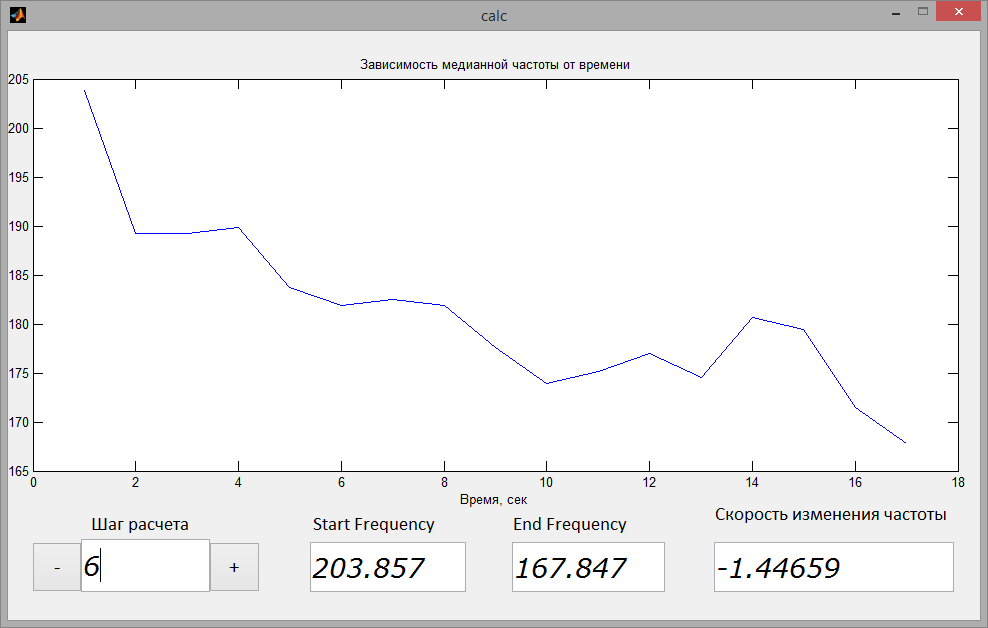 calc
Зависимость медианной частоты от времени
205
200
195
190
185
180
175
170
165
0 2 4 6 8 10 12 14 16 18
Время, сек
Шаг расчета Start Frequency End Frequency Скорость изменения частоты
- 6 + 203.857 167.847 -1.44659